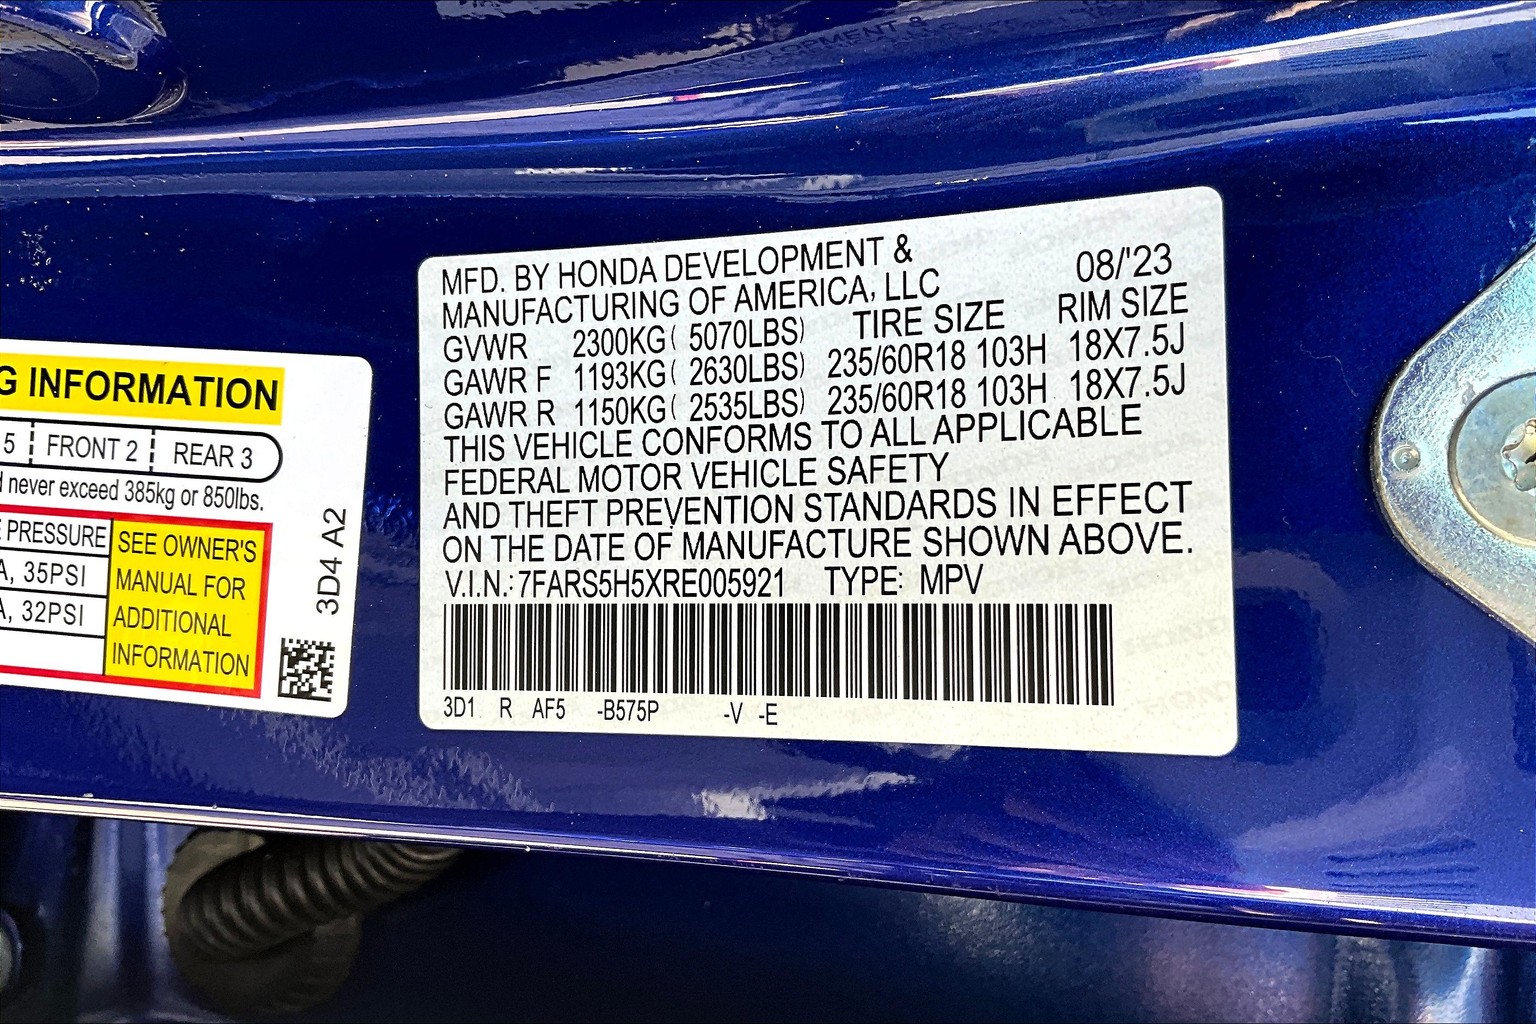 G INFORMATION
5 FRONT 2 REAR 3
never exceed 385kg or 850lbs.
PRESSURE
A, 35PSI
A, 32PSI
SEE OWNER'S
MANUAL FOR
ADDITIONAL
INFORMATION
3D4 A2
MFD. BY HONDA DEVELOPMENT & 08/'23
MANUFACTURING OF AMERICA, LLC
TIRE SIZE RIM SIZE
GVWR 2300KG( 5070LBS)
GAWR F 1193KG( 2630LBS) 235/60R18 103H 18X7.5J
GAWR R 1150KG( 2535LBS) 235/60R18 103H 18X7.5J
THIS VEHICLE CONFORMS TO ALL APPLICABLE
FEDERAL MOTOR VEHICLE SAFETY
AND THEFT PREVENTION STANDARDS IN EFFECT
ON THE DATE OF MANUFACTURE SHOWN ABOVE.
V.I.N.: 7FARS5H5XRE005921 TYPE: MPV
3D1 R AF5 -B575P -V -E